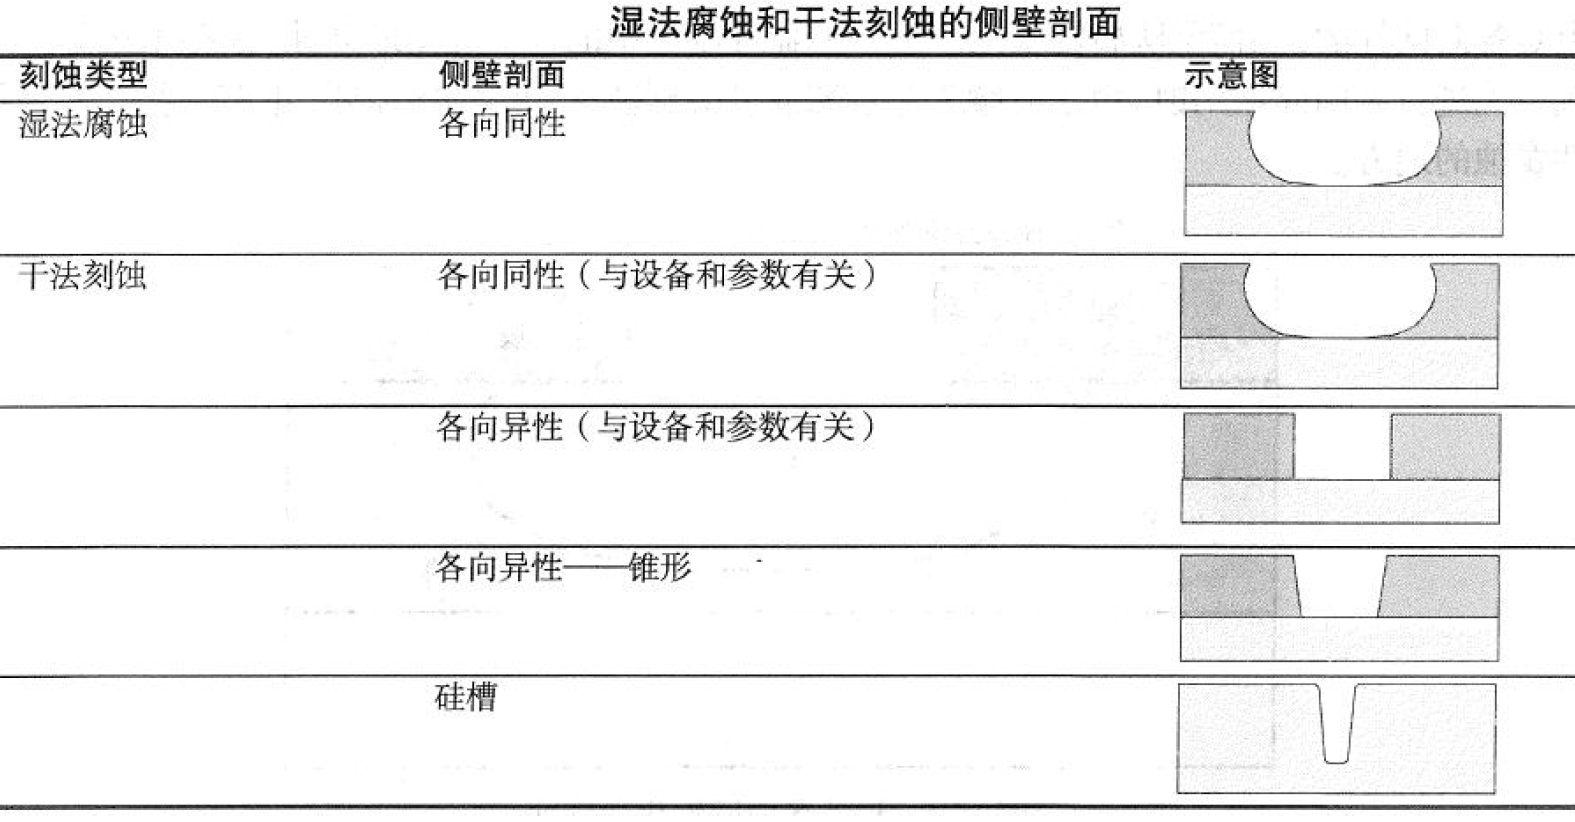 湿法腐蚀和干法刻蚀的侧壁剖面
刻蚀类型 侧壁剖面 示意图
湿法腐蚀 各向同性
干法刻蚀 各向同性（与设备和参数有关）
各向异性（与设备和参数有关）
各向异性——锥形
硅槽